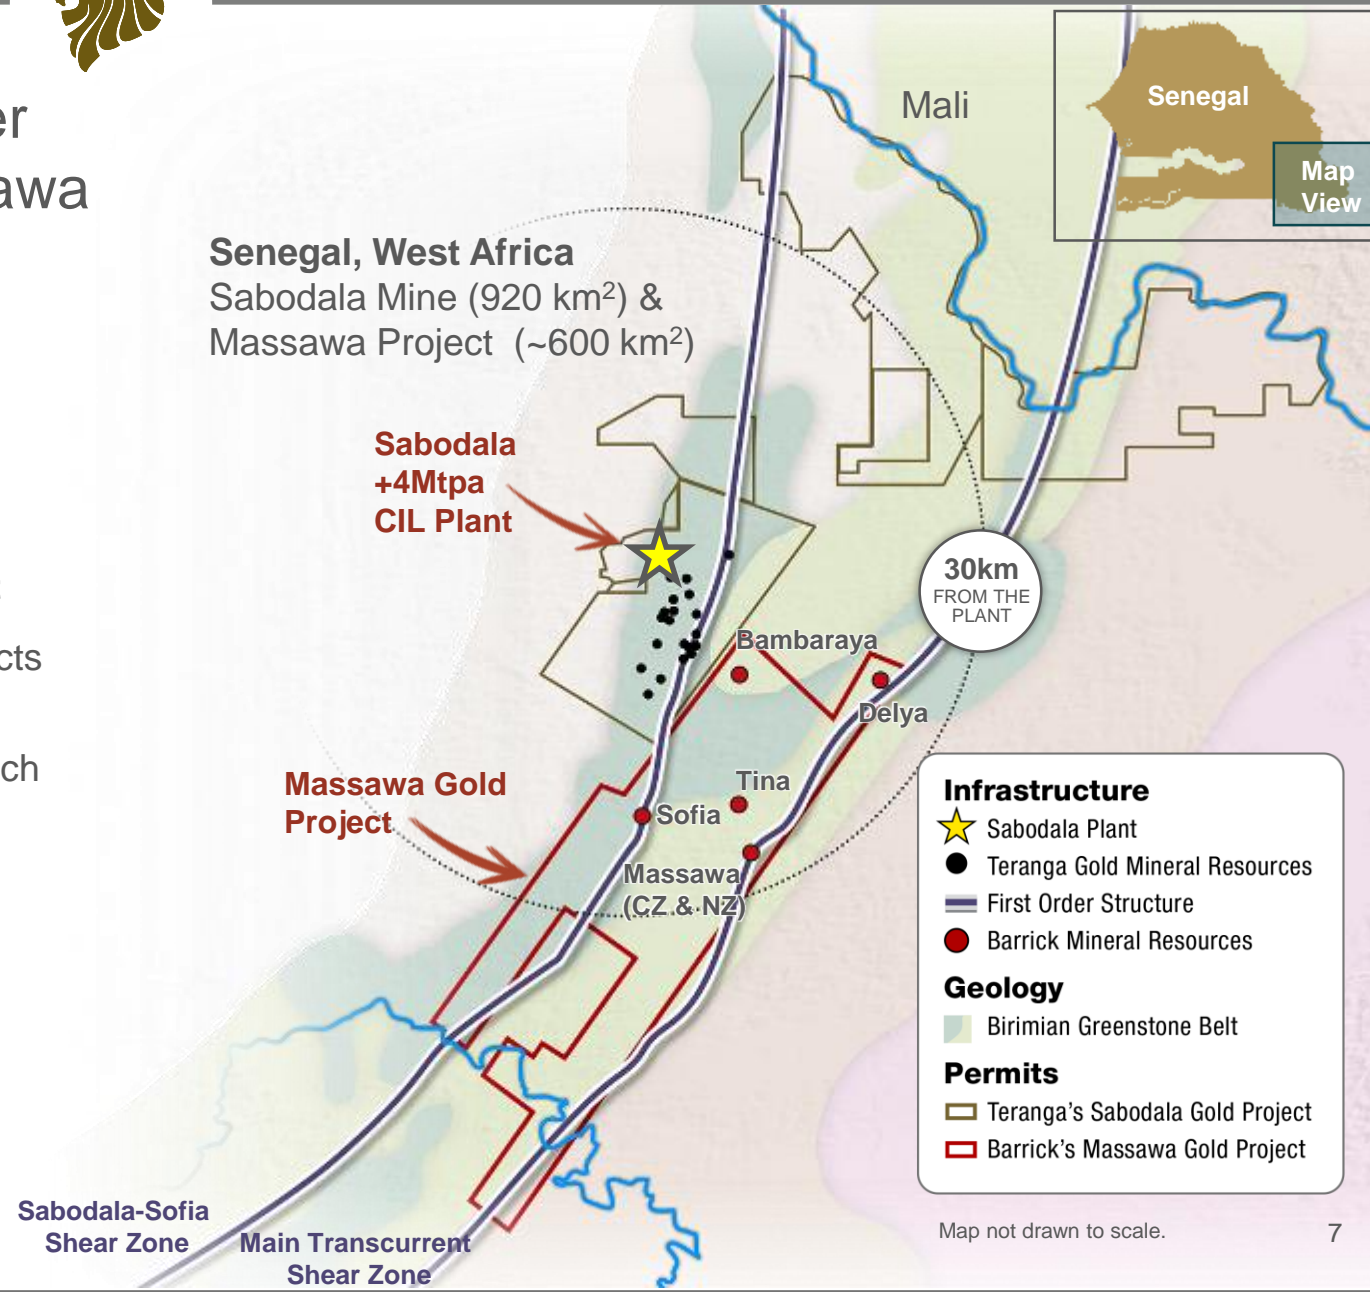 er
awa
Senegal, West Africa
Sabodala Mine (920 km²) &
Massawa Project (~600 km²)
Mali
Senegal
Map
View
Sabodala
+4Mtpa
CIL Plant
cts
ch
30km
FROM THE
PLANT
Bambaraya
Delya
Massawa Gold
Project
Tina
Sofia
Massawa
(CZ & NZ)
Infrastructure
Sabodala Plant
Teranga Gold Mineral Resources
First Order Structure
Barrick Mineral Resources
Geology
Birimian Greenstone Belt
Permits
Teranga's Sabodala Gold Project
Barrick's Massawa Gold Project
Sabodala-Sofia
Shear Zone
Main Transcurrent
Shear Zone
Map not drawn to scale.
7